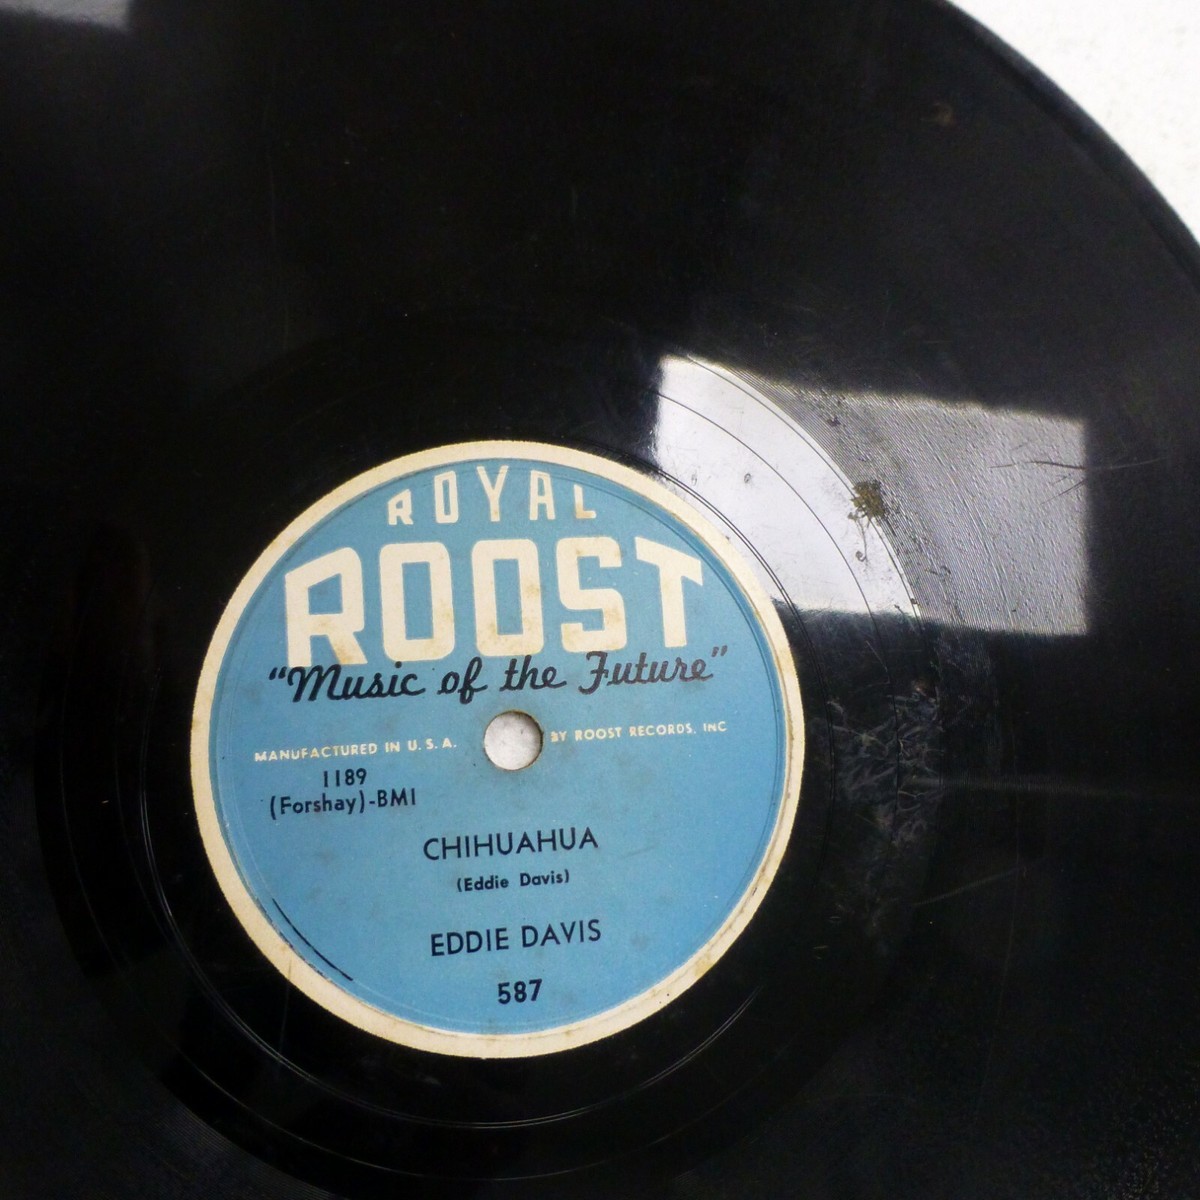 ROYAL
ROOST
"Music of the Future"
MANUFACTURED IN U.S.A. BY ROOST RECORDS, INC
1189
(Forshay)-BMI
CHIHUAHUA
(Eddie Davis)
EDDIE DAVIS
587